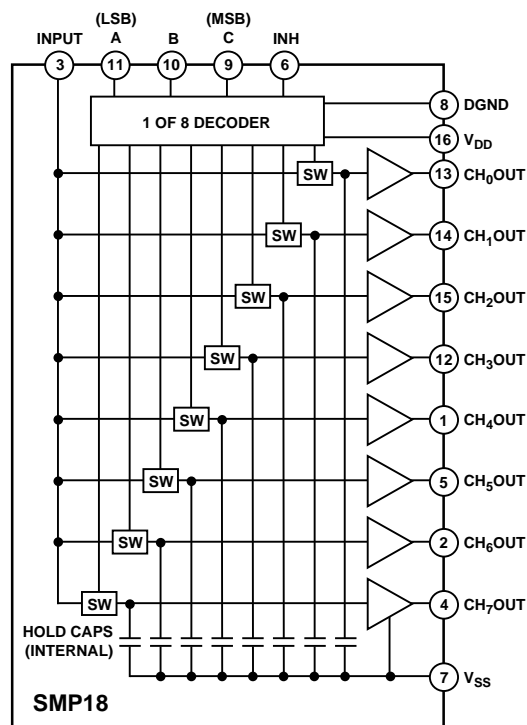 (LSB) (MSB)
INPUT A B C INH
3 11 10 9 6
8 DGND
1 OF 8 DECODER
16 VDD
SW 13 CH0OUT
SW 14 CH1OUT
SW 15 CH2OUT
SW 12 CH3OUT
SW 1 CH4OUT
SW 5 CH5OUT
SW 2 CH6OUT
SW 4 CH7OUT
HOLD CAPS
(INTERNAL)
7 VSS
SMP18